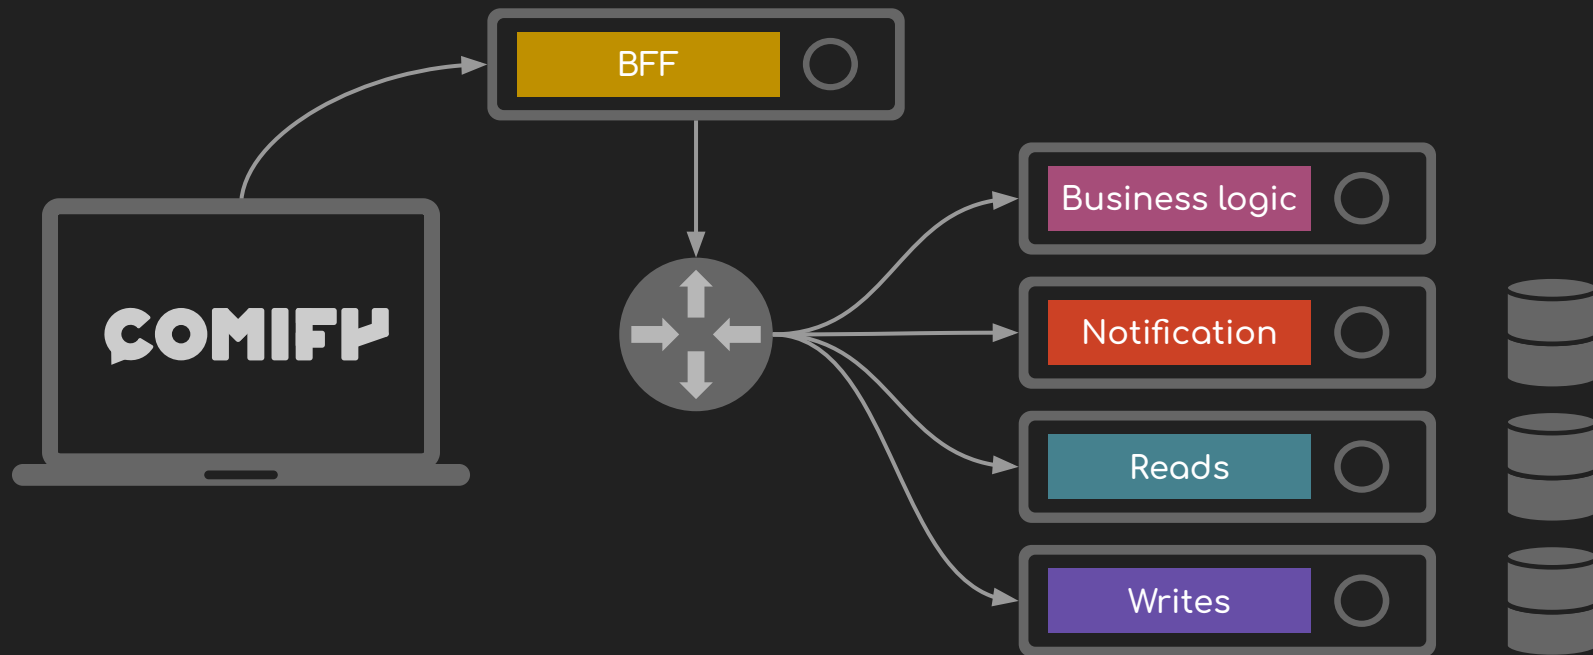 BFF
Business logic
COMIFY
Notification
Reads
Writes